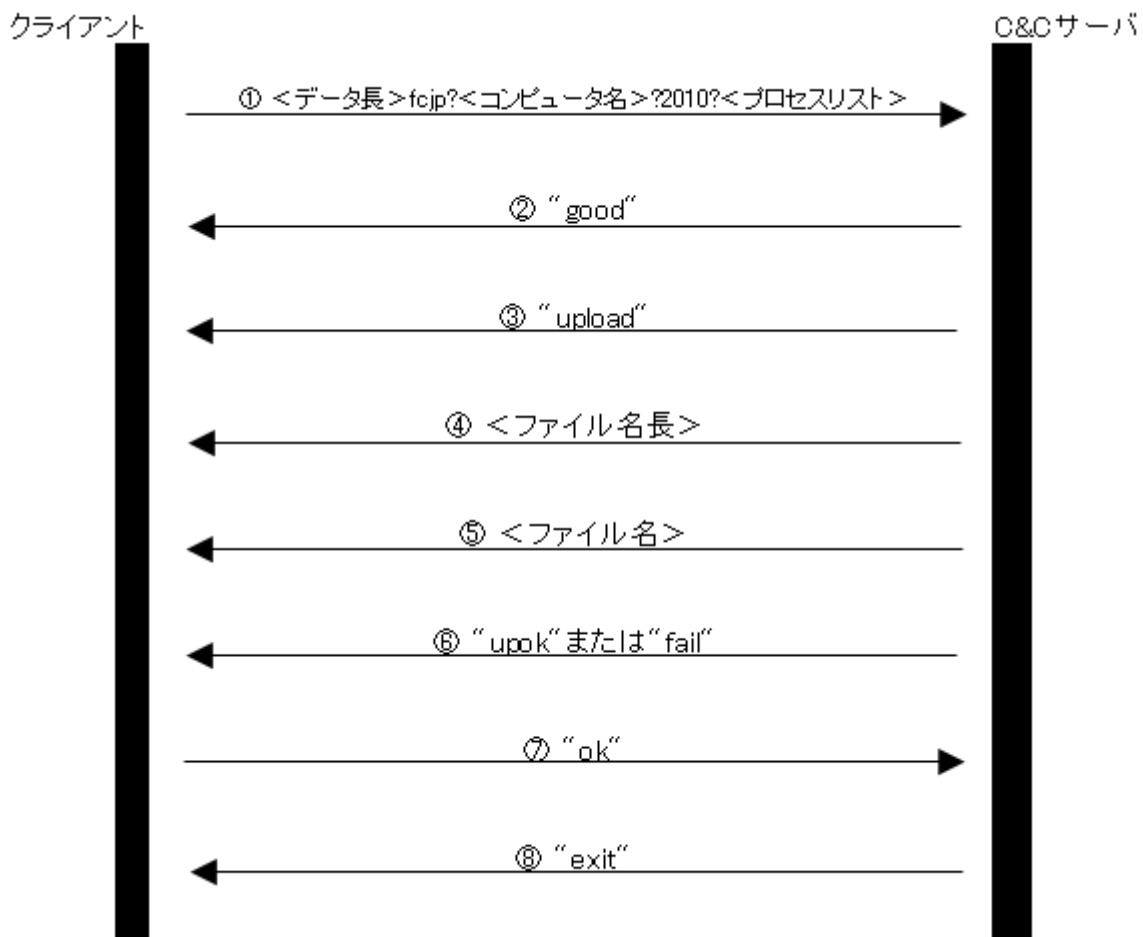 クライアント
C&Cサーバ
① <データ長>fcjp?<コンピュータ名>?2010?<プロセスリスト>
② “good“
③ “upload“
④ <ファイル名長>
⑤ <ファイル名>
⑥ “upok“または“fail“
⑦ “ok“
⑧ “exit“